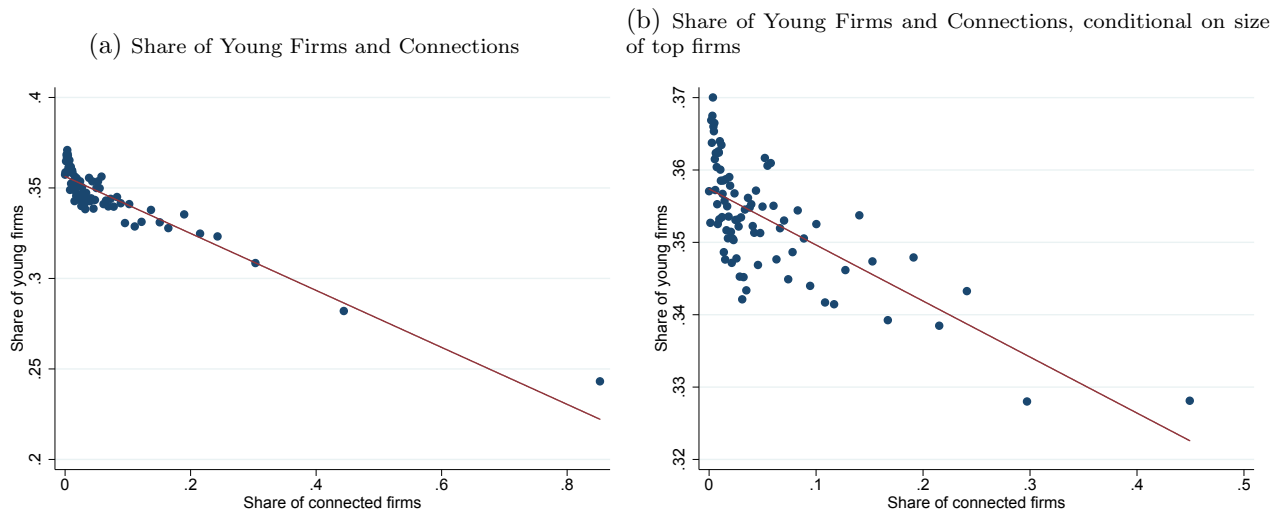 (a) Share of Young Firms and Connections
.4
.35
.3
.25
.2
Share of young firms
0 .2 .4 .6 .8
Share of connected firms
(b) Share of Young Firms and Connections, conditional on size
of top firms
.37
.36
.35
.34
.33
.32
Share of young firms
0 .1 .2 .3 .4 .5
Share of connected firms